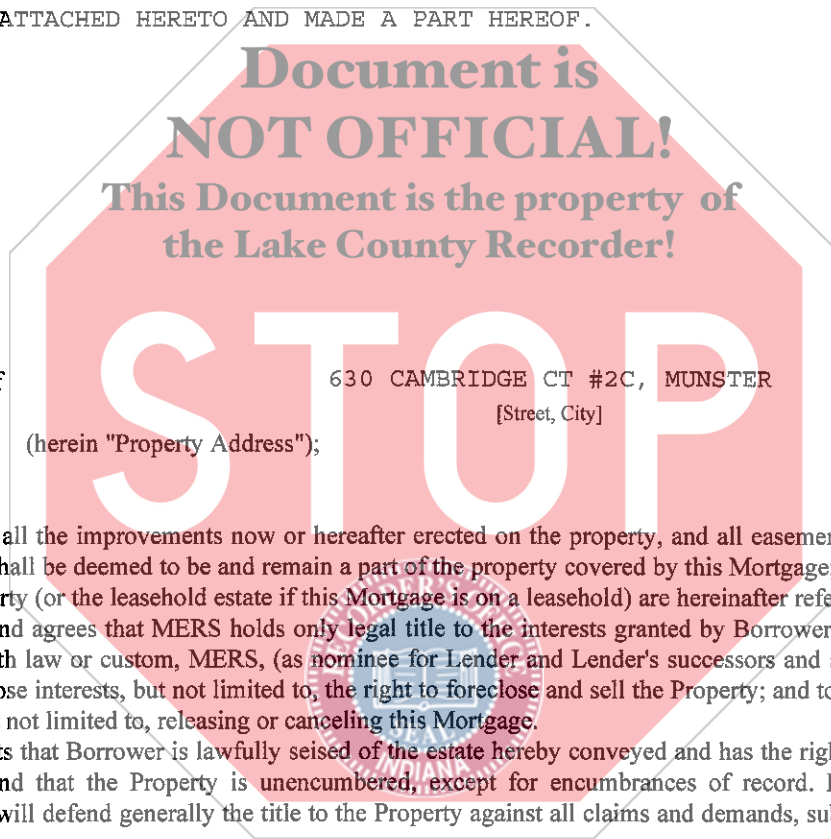 ATTACHED HERETO AND MADE A PART HEREOF.
Document is
NOT OFFICIAL!
This Document is the property of
the Lake County Recorder!
STOP
630 CAMBRIDGE CT #2C, MUNSTER
[Street, City]
(herein "Property Address");
all the improvements now or hereafter erected on the property, and all easemen
hall be deemed to be and remain a part of the property covered by this Mortgage
rty (or the leasehold estate if this Mortgage is on a leasehold) are hereinafter refe
nd agrees that MERS holds only legal title to the interests granted by Borrower
th law or custom, MERS, (as nominee for Lender and Lender's successors and
ose interests, but not limited to, the right to foreclose and sell the Property; and to
not limited to, releasing or canceling this Mortgage.
ts that Borrower is lawfully seised of the estate hereby conveyed and has the righ
nd that the Property is unencumbered, except for encumbrances of record.
will defend generally the title to the Property against all claims and demands, su
RECORDER'S OFFICE
SEAL
INDIANA